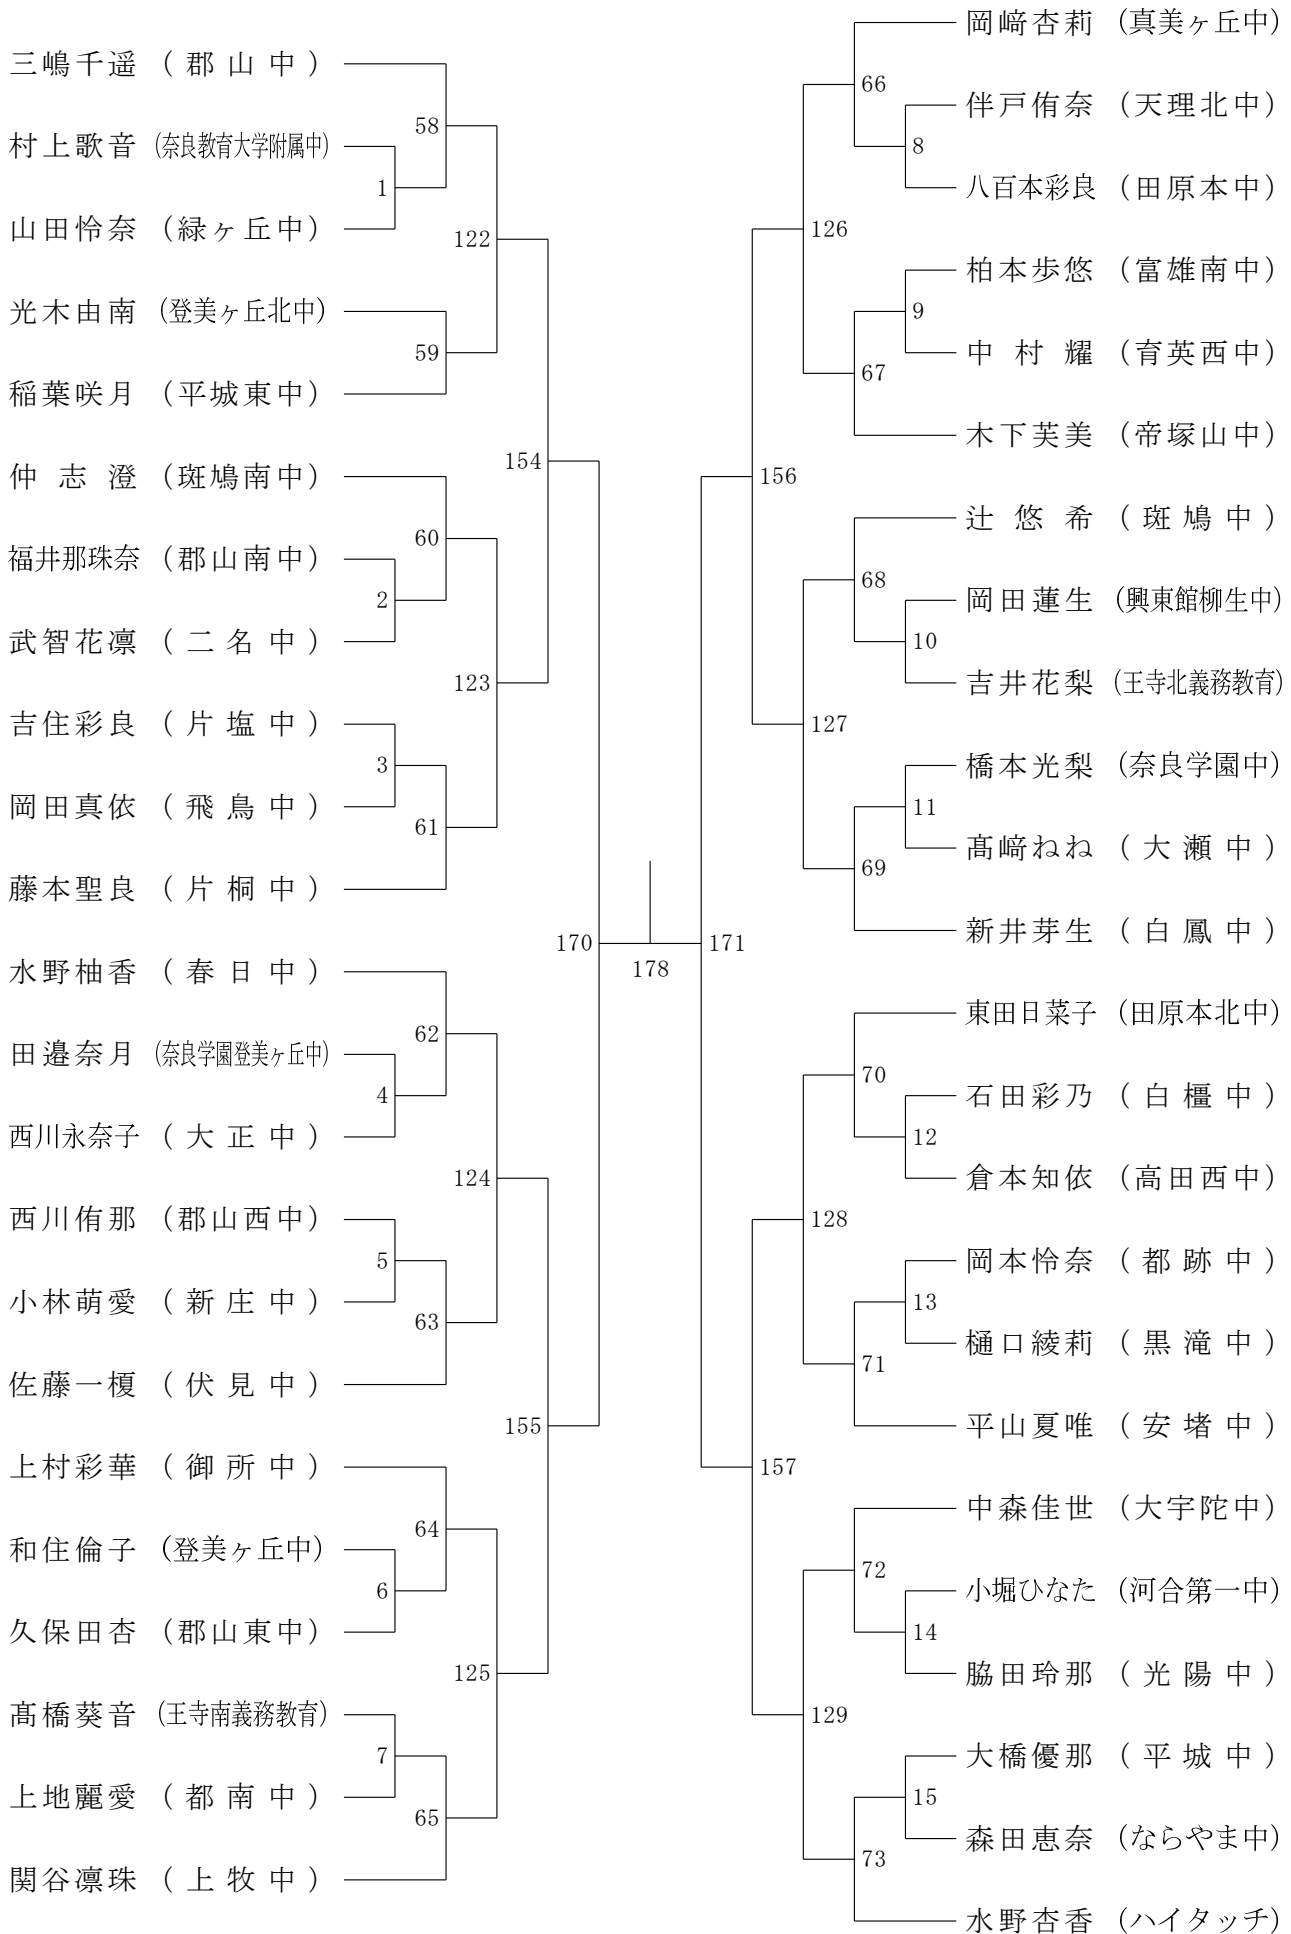 三嶋千遥 (郡山中)
58
村上歌音 (奈良教育大学附属中)
1
山田怜奈 (緑ヶ丘中)
122
光木由南 (登美ヶ丘北中)
59
稲葉咲月 (平城東中)
154
仲志澄 (斑鳩南中)
60
福井那珠奈 (郡山南中)
2
武智花凛 (二名中)
123
吉住彩良 (片塩中)
3
岡田真依 (飛鳥中)
61
藤本聖良 (片桐中)
170
水野柚香 (春日中)
62
田邉奈月 (奈良学園登美ヶ丘中)
4
西川永奈子 (大正中)
124
西川侑那 (郡山西中)
5
小林萌愛 (新庄中)
63
佐藤一榎 (伏見中)
155
上村彩華 (御所中)
64
和住倫子 (登美ヶ丘中)
6
久保田杏 (郡山東中)
125
髙橋葵音 (王寺南義務教育)
7
上地麗愛 (都南中)
65
関谷凛珠 (上牧中)
178
岡﨑杏莉 (真美ヶ丘中)
66
伴戸侑奈 (天理北中)
8
八百本彩良 (田原本中)
126
柏本歩悠 (富雄南中)
9
中村耀 (育英西中)
67
木下芙美 (帝塚山中)
156
辻悠希 (斑鳩中)
68
岡田蓮生 (興東館柳生中)
10
吉井花梨 (王寺北義務教育)
127
橋本光梨 (奈良学園中)
11
髙﨑ねね (大瀬中)
69
新井芽生 (白鳳中)
171
東田日菜子 (田原本北中)
70
石田彩乃 (白橿中)
12
倉本知依 (高田西中)
128
岡本怜奈 (都跡中)
13
樋口綾莉 (黒滝中)
71
平山夏唯 (安堵中)
157
中森佳世 (大宇陀中)
72
小堀ひなた (河合第一中)
14
脇田玲那 (光陽中)
129
大橋優那 (平城中)
15
森田恵奈 (ならやま中)
73
水野杏香 (ハイタッチ)